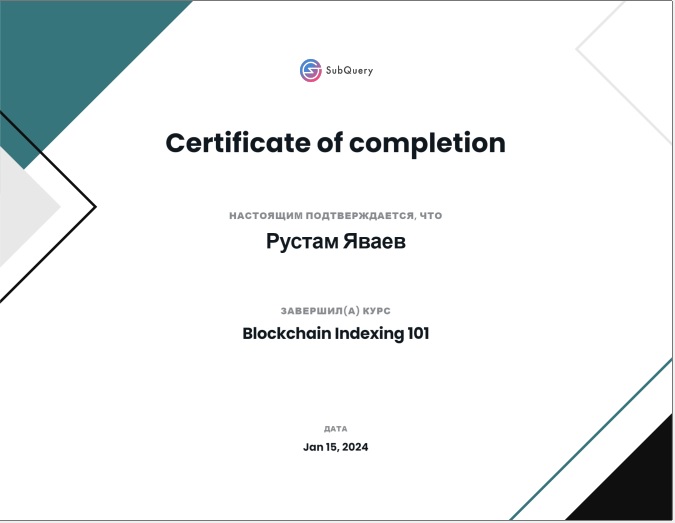 SubQuery
Certificate of completion
НАСТОЯЩИМ ПОДТВЕРЖДАЕТСЯ, ЧТО
Рустам Яваев
ЗАВЕРШИЛ(А) КУРС
Blockchain Indexing 101
ДАТА
Jan 15, 2024